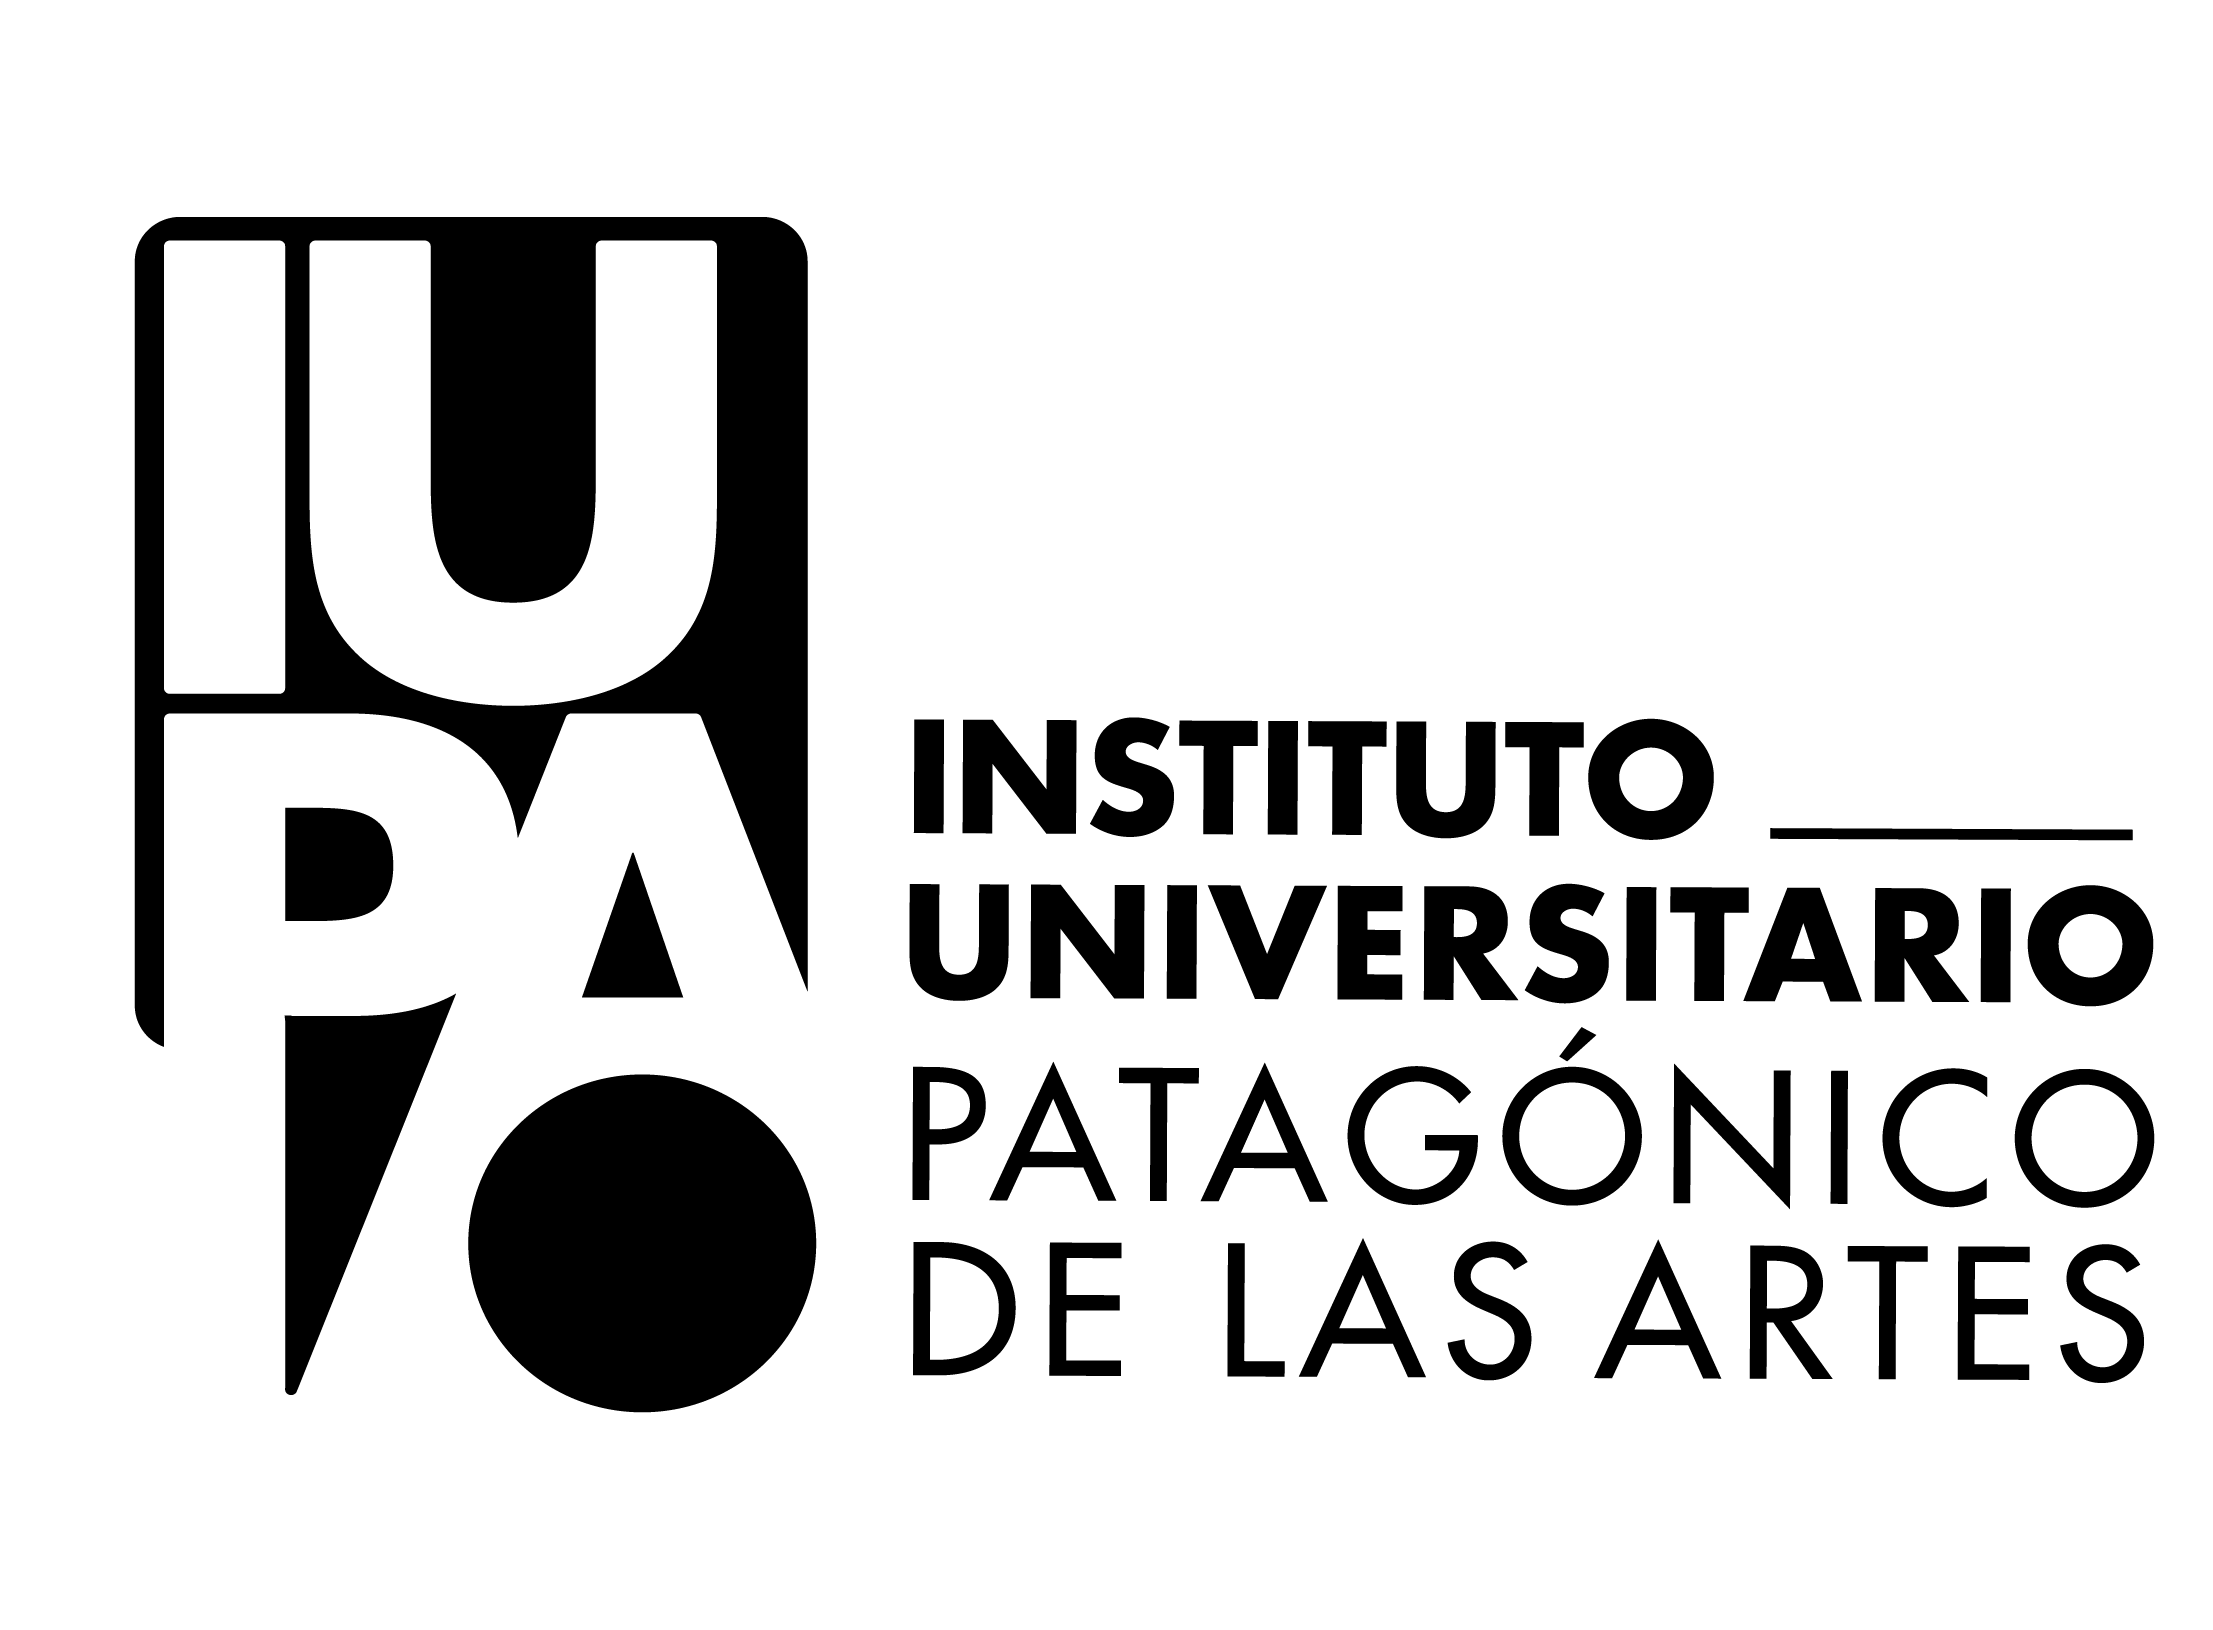 IU
PA
INSTITUTO
UNIVERSITARIO
PATAGÓNICO
DE LAS ARTES